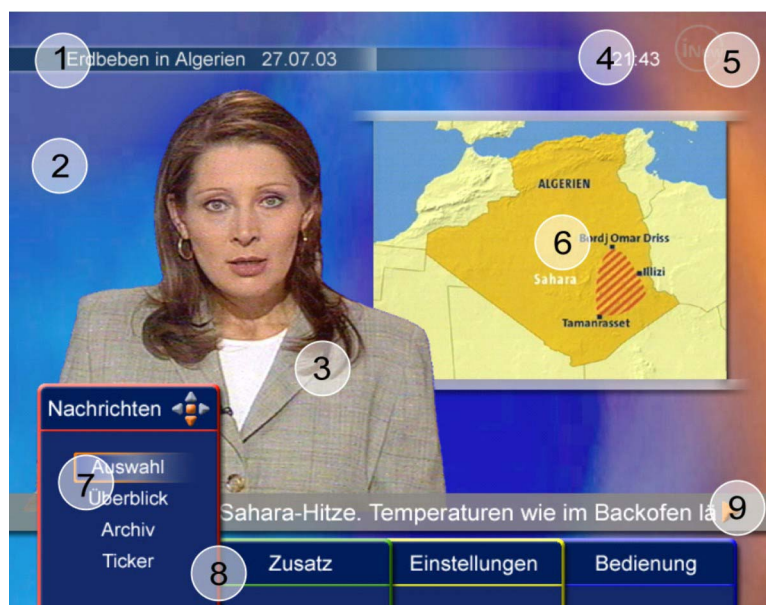 1
Erdbeben in Algerien 27.07.03
4
21:43
5
2
ALGERIEN
6
Bordj Omar Driss
Illizi
Sahara
Tamanrasset
3
Nachrichten
7
Auswahl
Überblick
Archiv
Ticker
Sahara-Hitze. Temperaturen wie im Backofen lä
9
8
Zusatz
Einstellungen
Bedienung